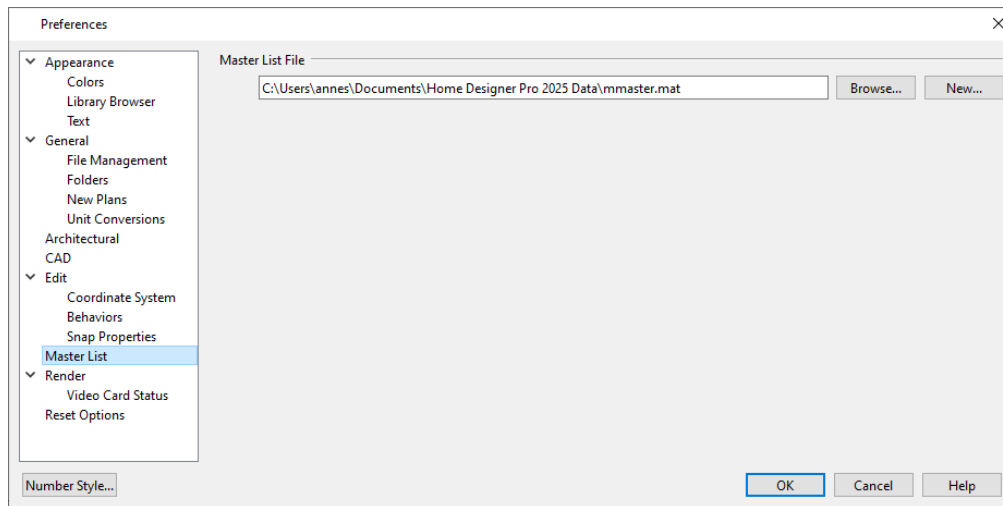 Preferences
Appearance
Colors
Library Browser
Text
General
File Management
Folders
New Plans
Unit Conversions
Architectural
CAD
Edit
Coordinate System
Behaviors
Snap Properties
Master List
Render
Video Card Status
Reset Options
Master List File
C:\Users\annes\Documents\Home Designer Pro 2025 Data\mmaster.mat
Browse...
New...
Number Style...
OK
Cancel
Help